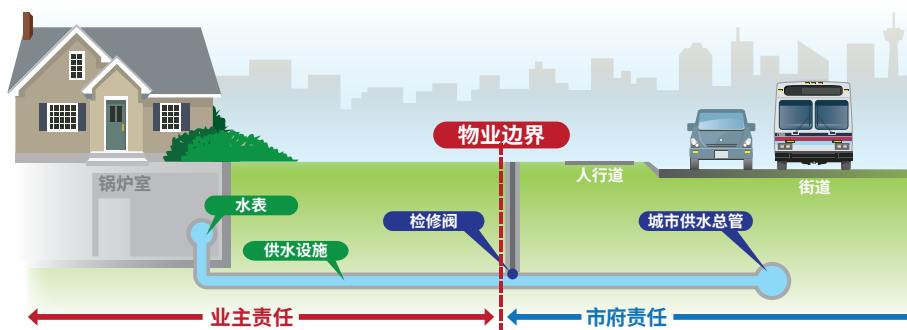 物业边界
人行道
街道
锅炉室
水表
检修阀
城市供水总管
供水设施
业主责任
市府责任